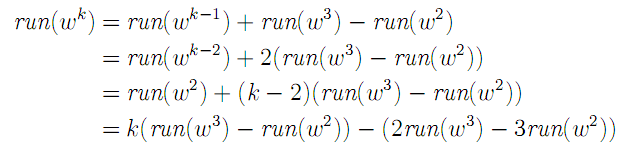 run(w^k) = run(w^{k−1}) + run(w^3) − run(w^2)
= run(w^{k−2}) + 2(run(w^3) − run(w^2))
= run(w^2) + (k − 2)(run(w^3) − run(w^2))
= k(run(w^3) − run(w^2)) − (2run(w^3) − 3run(w^2))